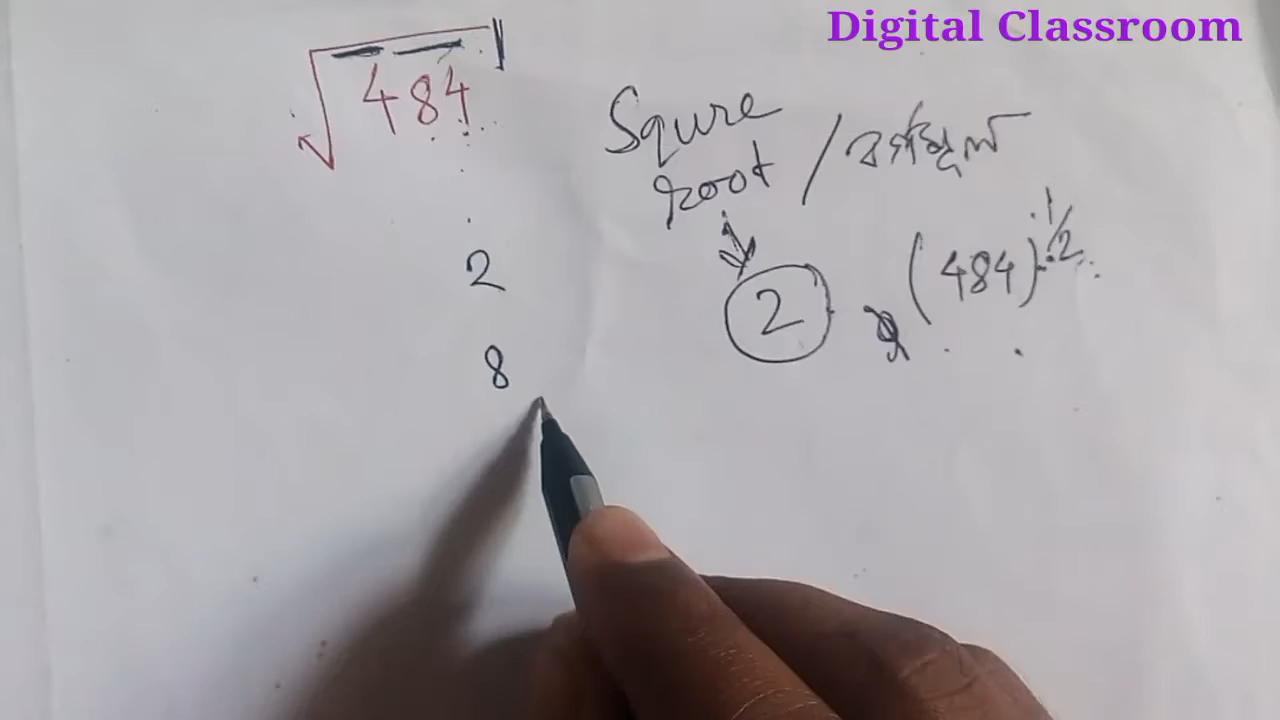 Digital Classroom
√484
Squre
root /
2
(484)^1/2
2
8